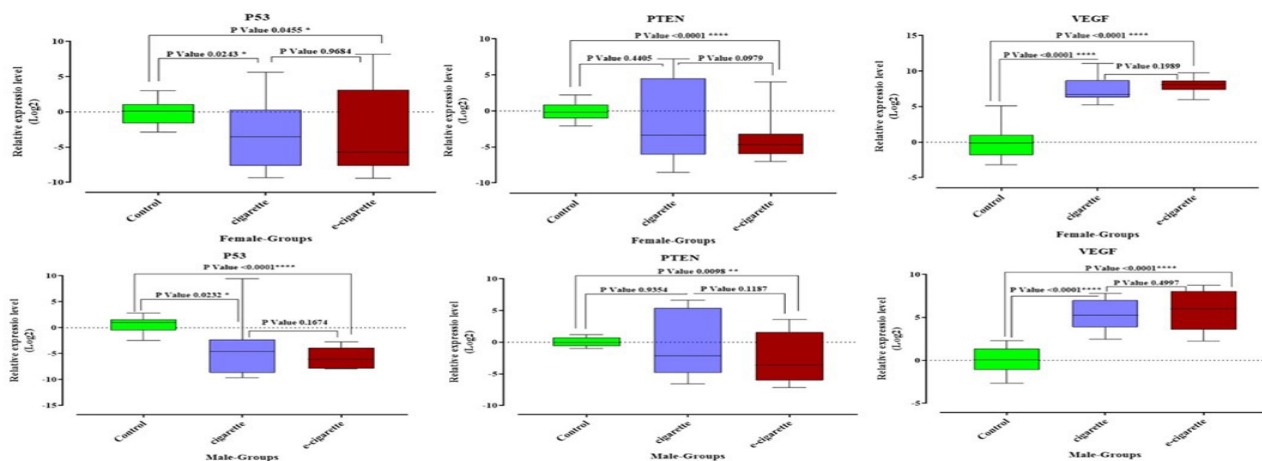 P53
P Value 0.0455 *
P Value 0.0243 *
P Value 0.9684
Relative expressio level
(Log2)
10
5
0
-5
-10
Control
cigarette
e-cigarette
Female-Groups
PTEN
P Value <0.0001 ****
P Value 0.4405
P Value 0.0979
Relative expressio level
(Log2)
10
5
0
-5
-10
Control
cigarette
e-cigarette
Female-Groups
VEGF
P Value <0.0001 ****
P Value <0.0001 ****
P Value 0.1989
Relative expressio level
(Log2)
15
10
5
0
-5
Control
cigarette
e-cigarette
Female-Groups
P53
P Value <0.0001****
P Value 0.0232 *
P Value 0.1674
Relative expressio level
(Log2)
10
5
0
-5
-10
-15
Control
cigarette
e-cigarette
Male-Groups
PTEN
P Value 0.0098 **
P Value 0.9354
P Value 0.1187
Relative expressio level
(Log2)
10
5
0
-5
-10
Control
cigarette
e-cigarette
Male-Groups
VEGF
P Value <0.0001****
P Value <0.0001****
P Value 0.4997
Relative expressio level
(Log2)
10
5
0
-5
Control
cigarette
e-cigarette
Male-Groups